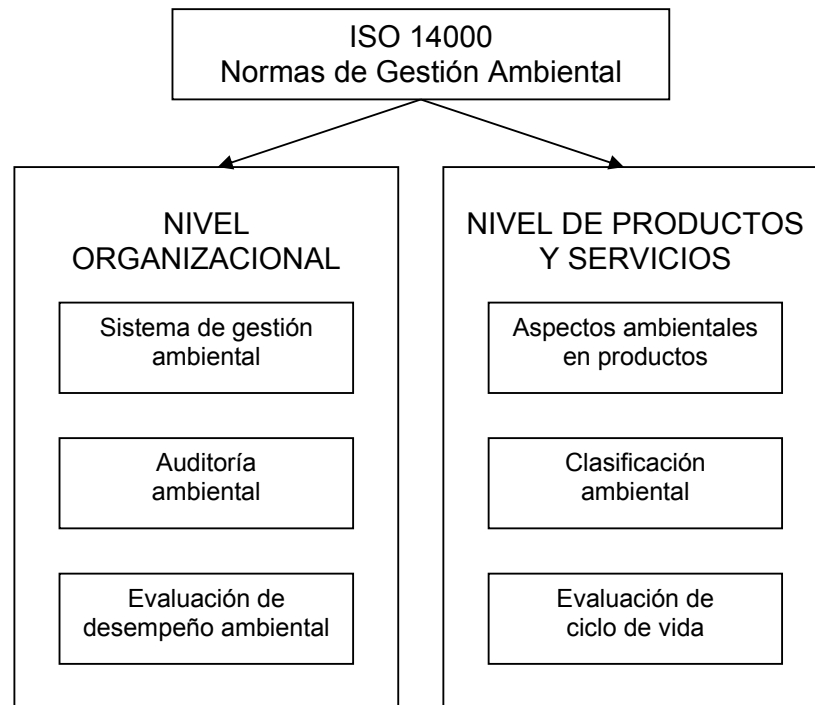 ISO 14000
Normas de Gestión Ambiental
NIVEL
ORGANIZACIONAL
Sistema de gestión
ambiental
Auditoría
ambiental
Evaluación de
desempeño ambiental
NIVEL DE PRODUCTOS
Y SERVICIOS
Aspectos ambientales
en productos
Clasificación
ambiental
Evaluación de
ciclo de vida